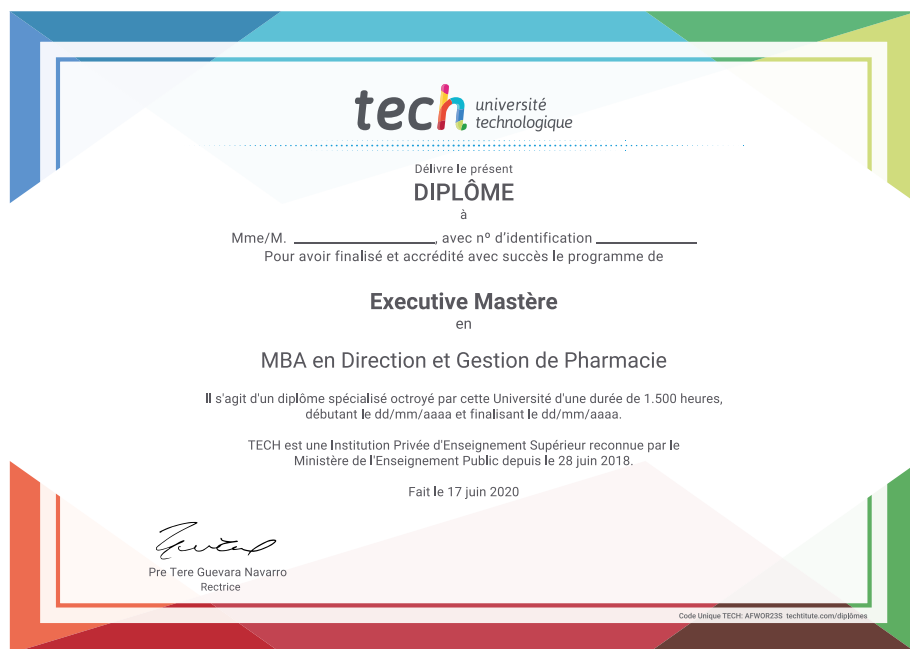 tech université
technologique
Délivre le présent
DIPLÔME
à
Mme/M. ____________________, avec nº d'identification ______________
Pour avoir finalisé et accrédité avec succès le programme de
Executive Mastère
en
MBA en Direction et Gestion de Pharmacie
Il s'agit d'un diplôme spécialisé octroyé par cette Université d'une durée de 1.500 heures,
débutant le dd/mm/aaaa et finalisant le dd/mm/aaaa.
TECH est une Institution Privée d'Enseignement Supérieur reconnue par le
Ministère de l'Enseignement Public depuis le 28 juin 2018.
Fait le 17 juin 2020
Pre Tere Guevara Navarro
Rectrice
Code Unique TECH: AFWOR23S techtitute.com/diplômes